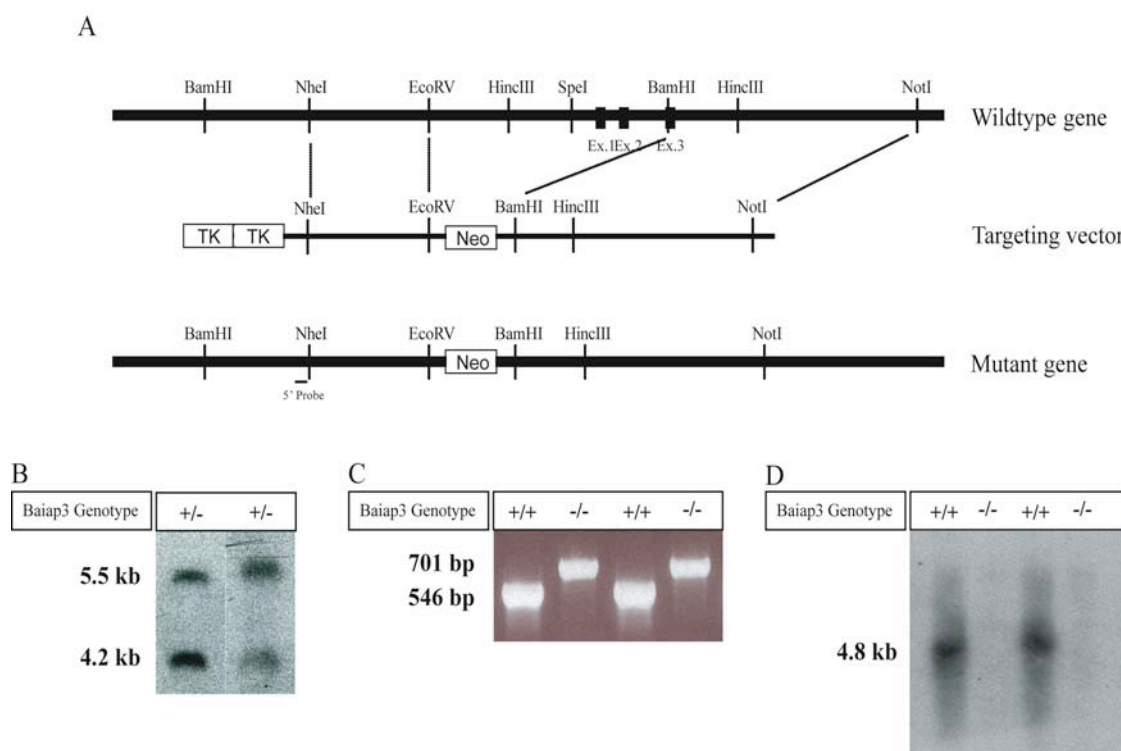 A
BamHI NheI EcoRV HincIII SpeI BamHI HincIII NotI
Wildtype gene
Ex.1 Ex.2 Ex.3
NheI EcoRV BamHI HincIII NotI
TK TK Neo
Targeting vector
BamHI NheI EcoRV BamHI HincIII NotI
Neo
Mutant gene
5' Probe
B
Baiap3 Genotype +/- +/-
5.5 kb
4.2 kb
C
Baiap3 Genotype +/+ -/- +/+ -/-
701 bp
546 bp
D
Baiap3 Genotype +/+ -/- +/+ -/-
4.8 kb